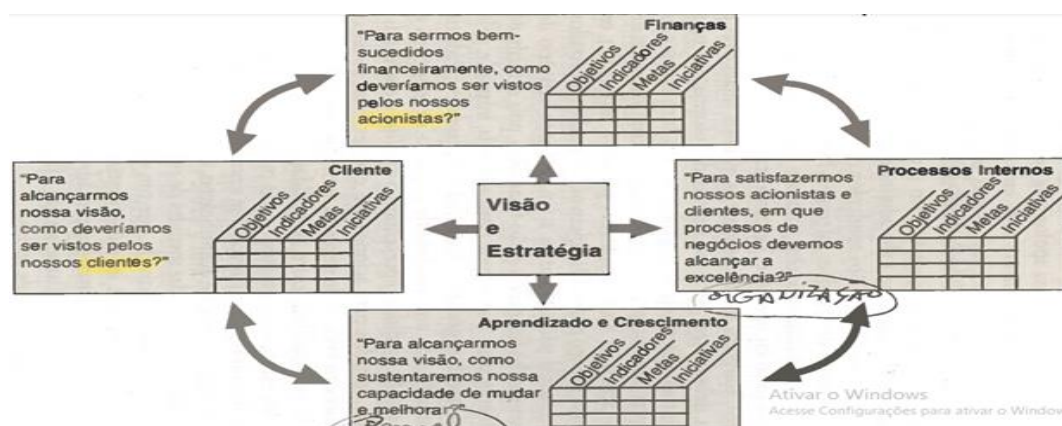 Finanças
"Para sermos bem-
sucedidos
financeiramente, como
deveríamos ser vistos
pelos nossos
acionistas?"
Objetivos
Indicadores
Metas
Iniciativas
Cliente
"Para
alcançarmos
nossa visão,
como deveríamos
ser vistos pelos
nossos clientes?"
Objetivos
Indicadores
Metas
Iniciativas
Visão
e
Estratégia
Processos Internos
"Para satisfazermos
nossos acionistas e
clientes, em que
processos de
negócios devemos
alcançar a
excelência?"
ORGANIZAÇÃO
Objetivos
Indicadores
Metas
Iniciativas
Aprendizado e Crescimento
"Para alcançarmos
nossa visão, como
sustentaremos nossa
capacidade de mudar
e melhorar?"
Objetivos
Indicadores
Metas
Iniciativas
Ativar o Windows
Acesse Configurações para ativar o Window